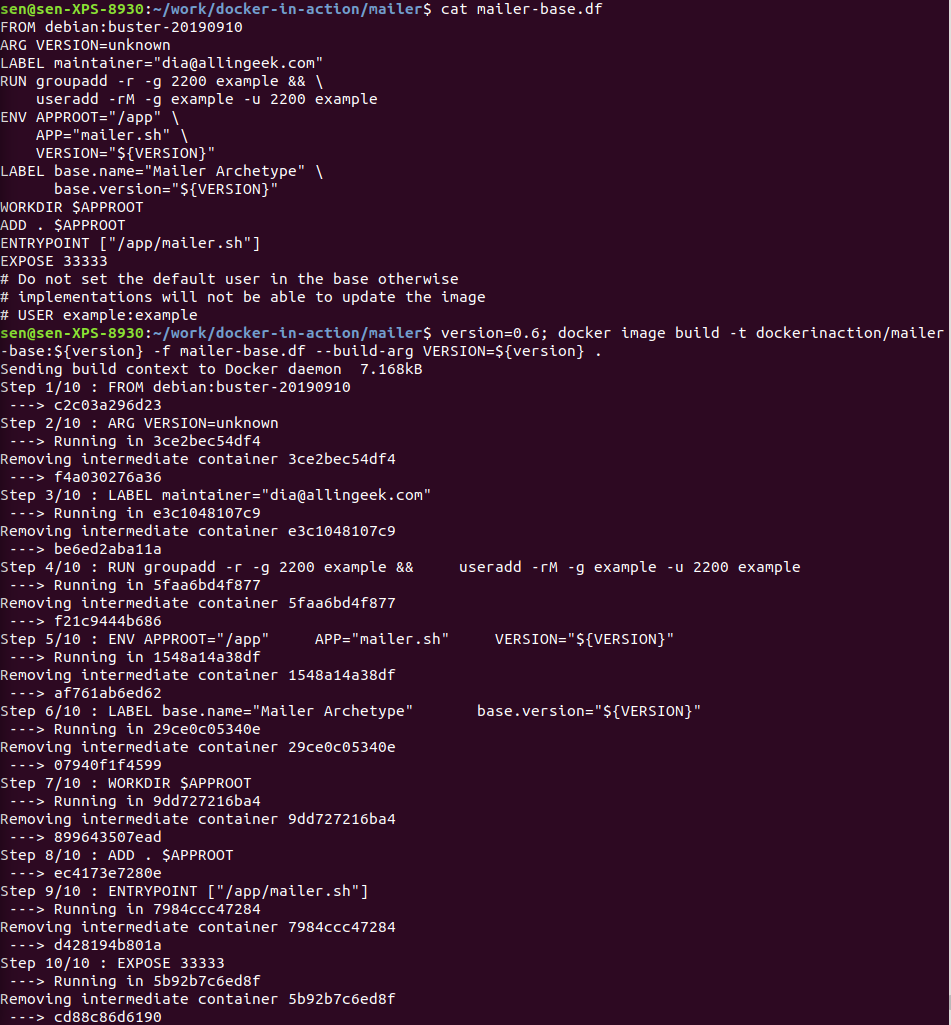 sen@sen-XPS-8930:~/work/docker-in-action/mailer$ cat mailer-base.df
FROM debian:buster-20190910
ARG VERSION=unknown
LABEL maintainer="dia@allingeek.com"
RUN groupadd -r -g 2200 example && \
    useradd -rM -g example -u 2200 example
ENV APPROOT="/app" \
    APP="mailer.sh" \
    VERSION="${VERSION}"
LABEL base.name="Mailer Archetype" \
      base.version="${VERSION}"
WORKDIR $APPROOT
ADD . $APPROOT
ENTRYPOINT ["/app/mailer.sh"]
EXPOSE 33333
# Do not set the default user in the base otherwise
# implementations will not be able to update the image
# USER example:example
sen@sen-XPS-8930:~/work/docker-in-action/mailer$ version=0.6; docker image build -t dockerinaction/mailer
-base:${version} -f mailer-base.df --build-arg VERSION=${version} .
Sending build context to Docker daemon  7.168kB
Step 1/10 : FROM debian:buster-20190910
 ---> c2c03a296d23
Step 2/10 : ARG VERSION=unknown
 ---> Running in 3ce2bec54df4
Removing intermediate container 3ce2bec54df4
 ---> f4a030276a36
Step 3/10 : LABEL maintainer="dia@allingeek.com"
 ---> Running in e3c1048107c9
Removing intermediate container e3c1048107c9
 ---> be6ed2aba11a
Step 4/10 : RUN groupadd -r -g 2200 example &&     useradd -rM -g example -u 2200 example
 ---> Running in 5faa6bd4f877
Removing intermediate container 5faa6bd4f877
 ---> f21c9444b686
Step 5/10 : ENV APPROOT="/app"     APP="mailer.sh"     VERSION="${VERSION}"
 ---> Running in 1548a14a38df
Removing intermediate container 1548a14a38df
 ---> af761ab6ed62
Step 6/10 : LABEL base.name="Mailer Archetype"       base.version="${VERSION}"
 ---> Running in 29ce0c05340e
Removing intermediate container 29ce0c05340e
 ---> 07940f1f4599
Step 7/10 : WORKDIR $APPROOT
 ---> Running in 9dd727216ba4
Removing intermediate container 9dd727216ba4
 ---> 899643507ead
Step 8/10 : ADD . $APPROOT
 ---> ec4173e7280e
Step 9/10 : ENTRYPOINT ["/app/mailer.sh"]
 ---> Running in 7984ccc47284
Removing intermediate container 7984ccc47284
 ---> d428194b801a
Step 10/10 : EXPOSE 33333
 ---> Running in 5b92b7c6ed8f
Removing intermediate container 5b92b7c6ed8f
 ---> cd88c86d6190